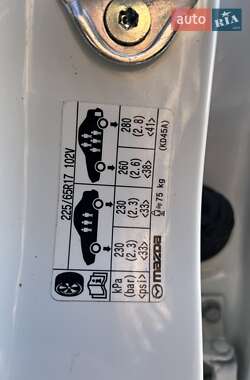 auto RIA.com
225/65R17 102V
kPa 230 230 260 280
(bar) (2,3) (2,3) (2,6) (2,8)
<psi> <33> <33> <38> <41>
mazda
=75 kg
(KD45A)